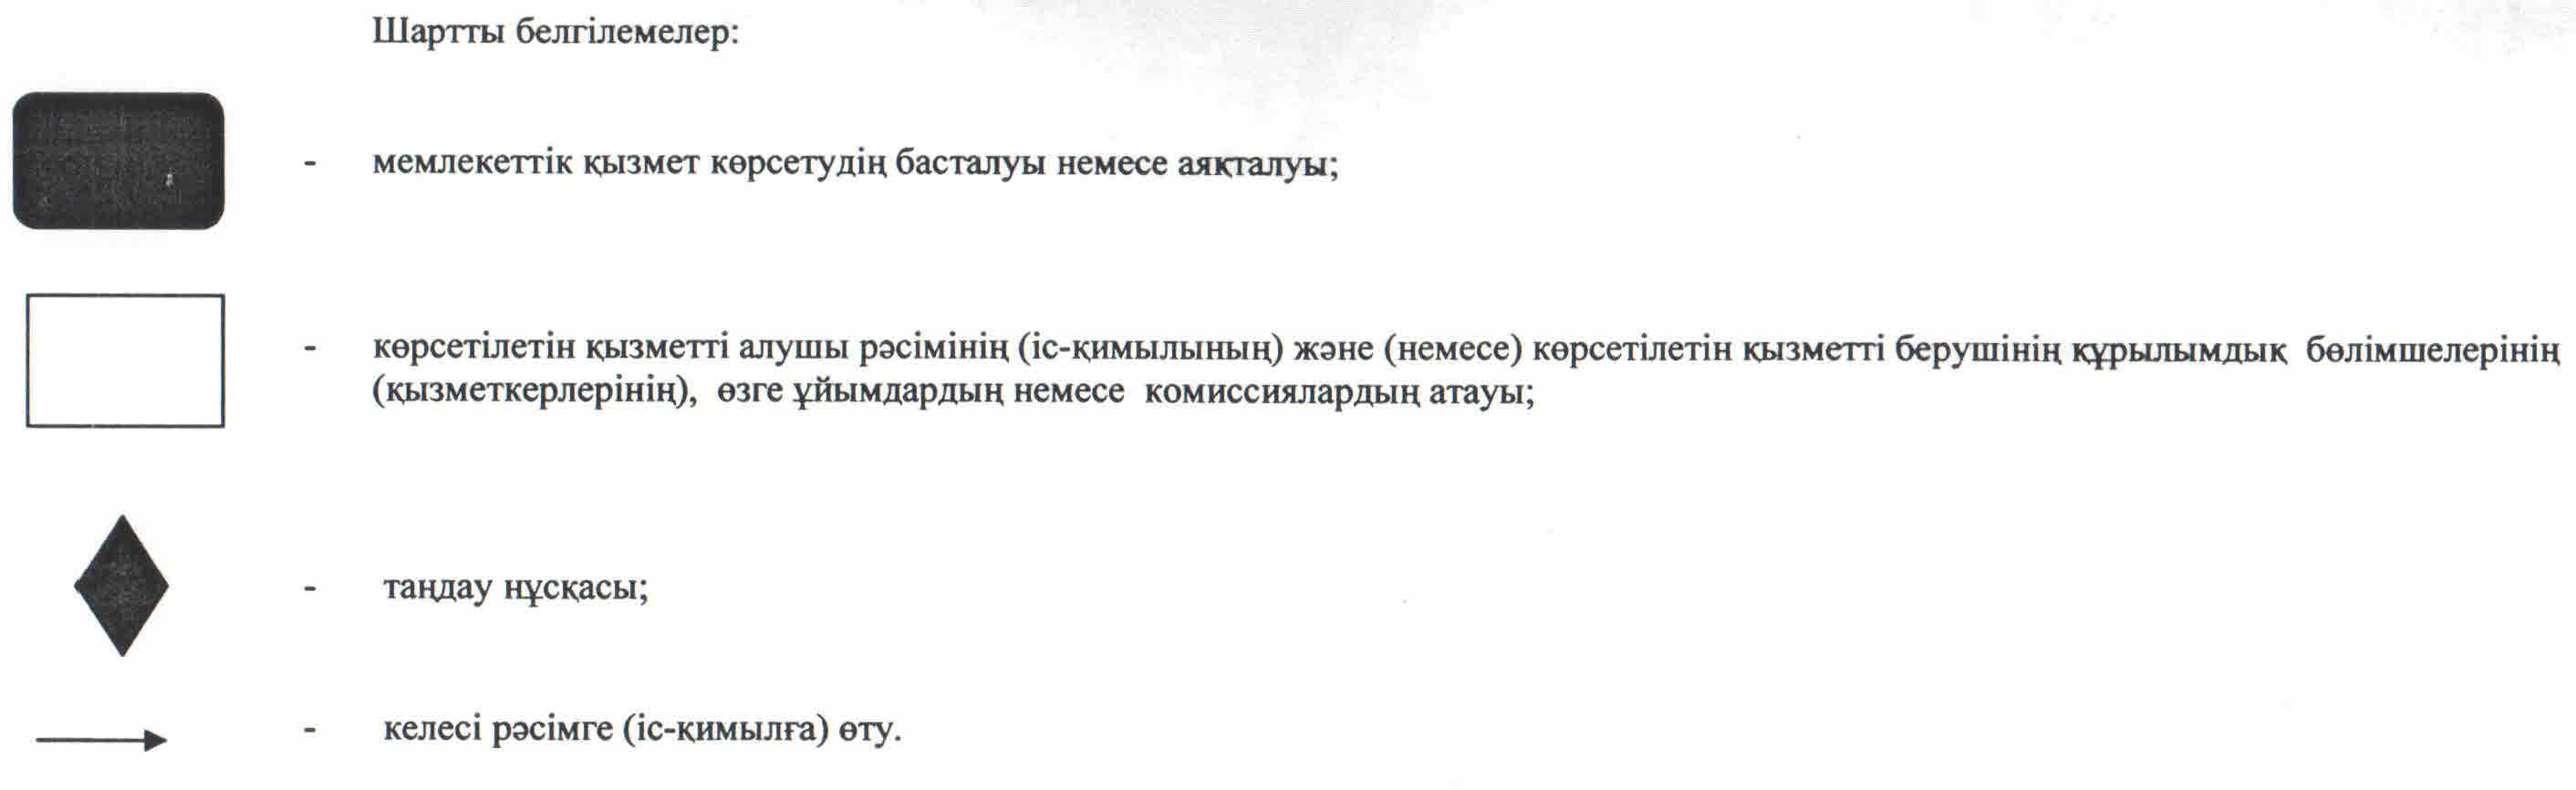 Шартты белгілемелер:
- мемлекеттік қызмет көрсетудің басталуы немесе аяқталуы;
- көрсетілетін қызметті алушы рәсімінің (іс-қимылының) және (немесе) көрсетілетін қызметті берушінің құрылымдық бөлімшелерінің
(қызметкерлерінің), өзге ұйымдардың немесе комиссиялардың атауы;
- таңдау нұсқасы;
- келесі рәсімге (іс-қимылға) өту.